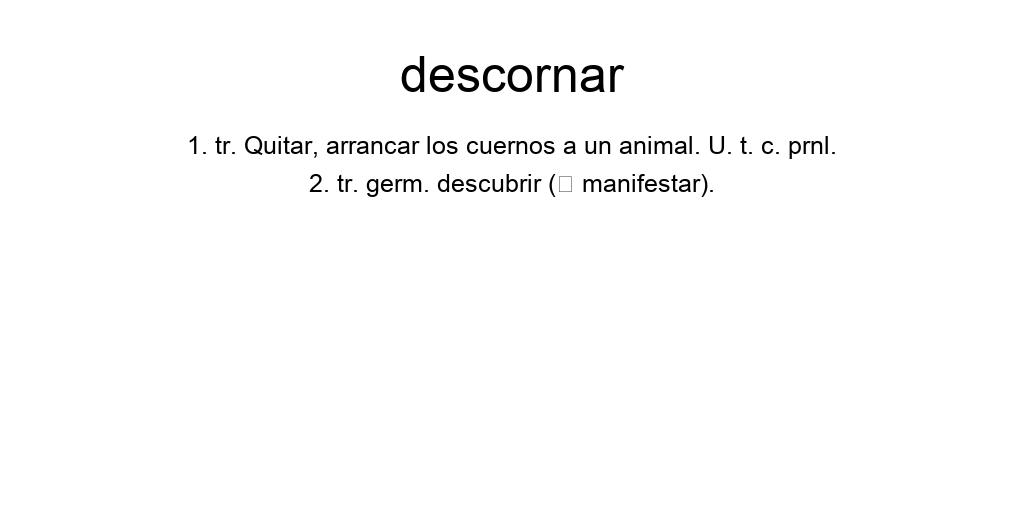 descornar
1. tr. Quitar, arrancar los cuernos a un animal. U. t. c. prnl.
2. tr. germ. descubrir (□ manifestar).